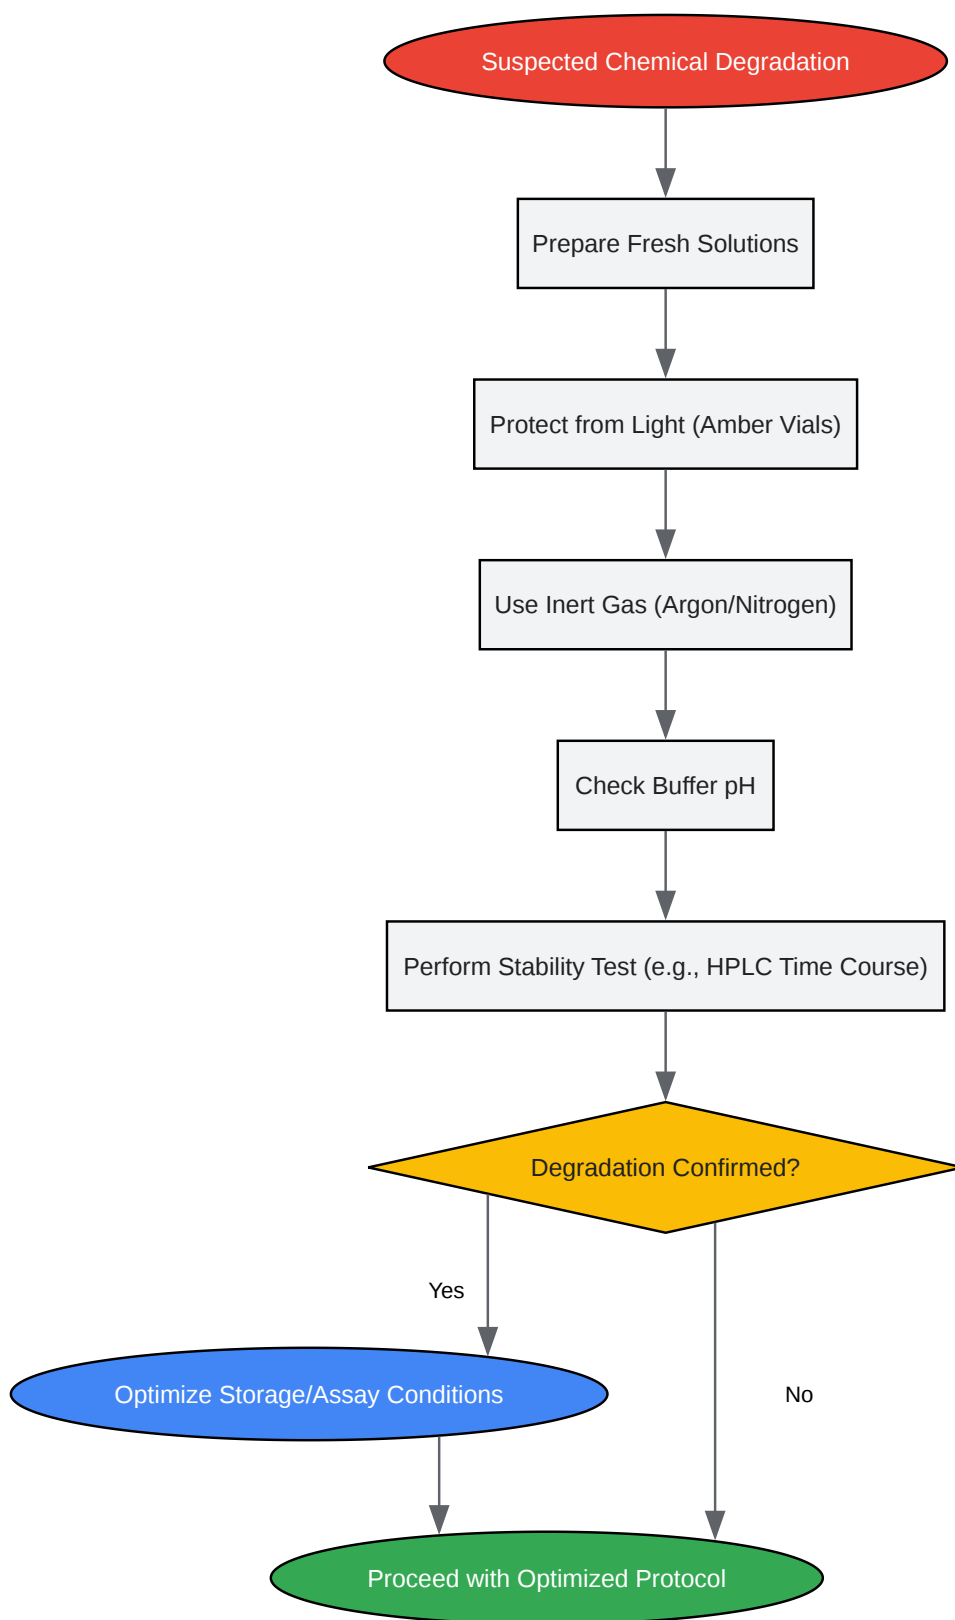 Suspected Chemical Degradation
Prepare Fresh Solutions
Protect from Light (Amber Vials)
Use Inert Gas (Argon/Nitrogen)
Check Buffer pH
Perform Stability Test (e.g., HPLC Time Course)
Degradation Confirmed?
Yes
Optimize Storage/Assay Conditions
No
Proceed with Optimized Protocol